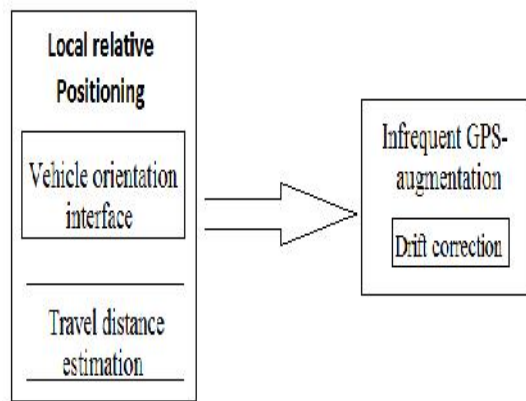 Local relative
Positioning
Vehicle orientation
interface
Travel distance
estimation
Infrequent GPS-
augmentation
Drift correction